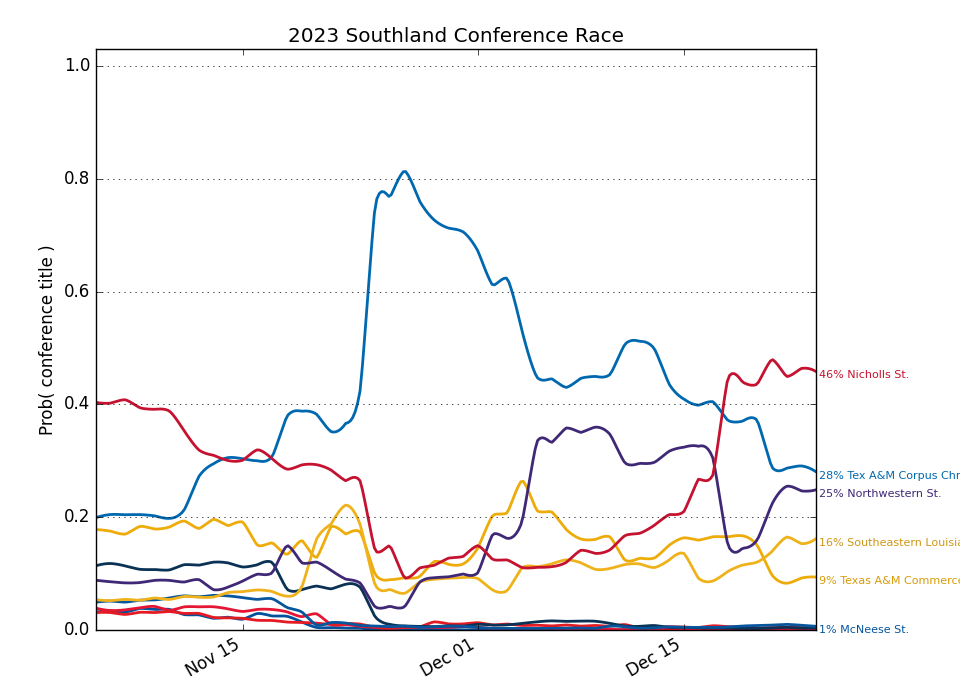 2023 Southland Conference Race
Prob( conference title )
1.0
0.8
0.6
0.4
0.2
0.0
Nov 15
Dec 01
Dec 15
46% Nicholls St.
28% Tex A&M Corpus Chr
25% Northwestern St.
16% Southeastern Louisia
9% Texas A&M Commerce
1% McNeese St.